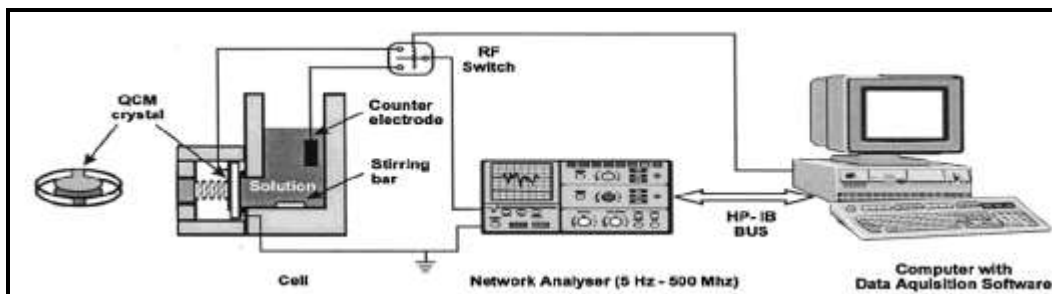 RF
Switch
QCM
crystal
Counter
electrode
Stirring
bar
Solution
HP-IB
BUS
Cell
Network Analyser (5 Hz - 500 Mhz)
Computer with
Data Aquisition Software